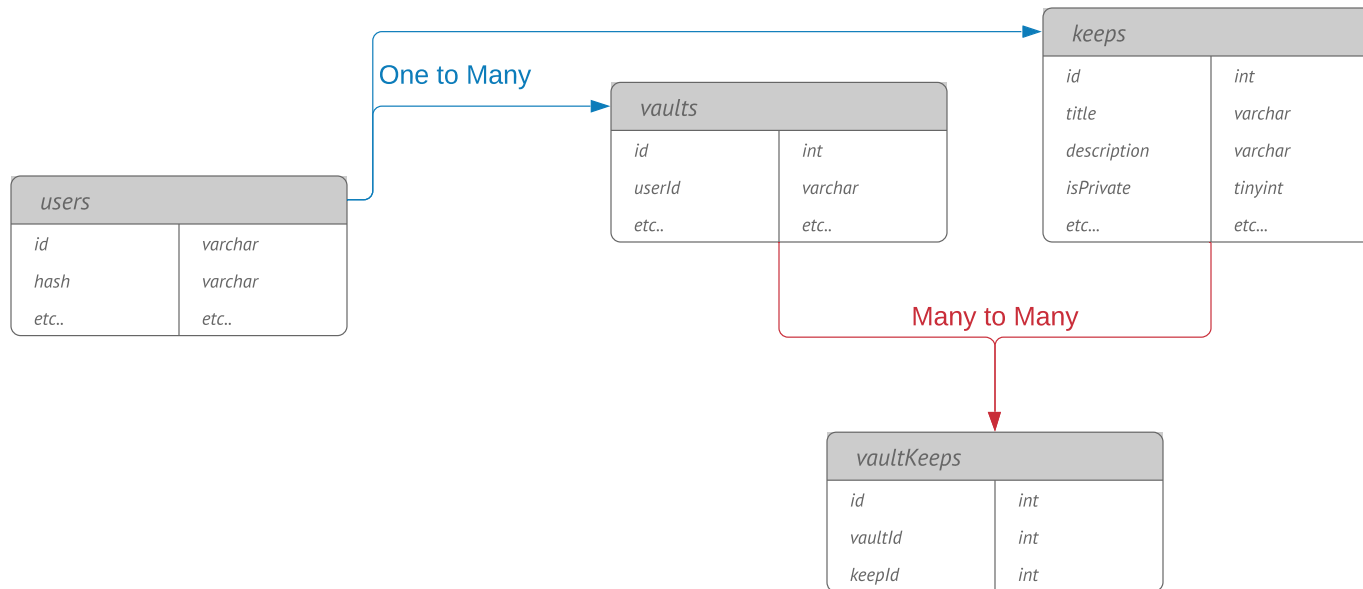 keeps
id int
title varchar
description varchar
isPrivate tinyint
etc... etc...
One to Many
vaults
id int
userId varchar
etc.. etc..
users
id varchar
hash varchar
etc.. etc..
Many to Many
vaultKeeps
id int
vaultId int
keepId int